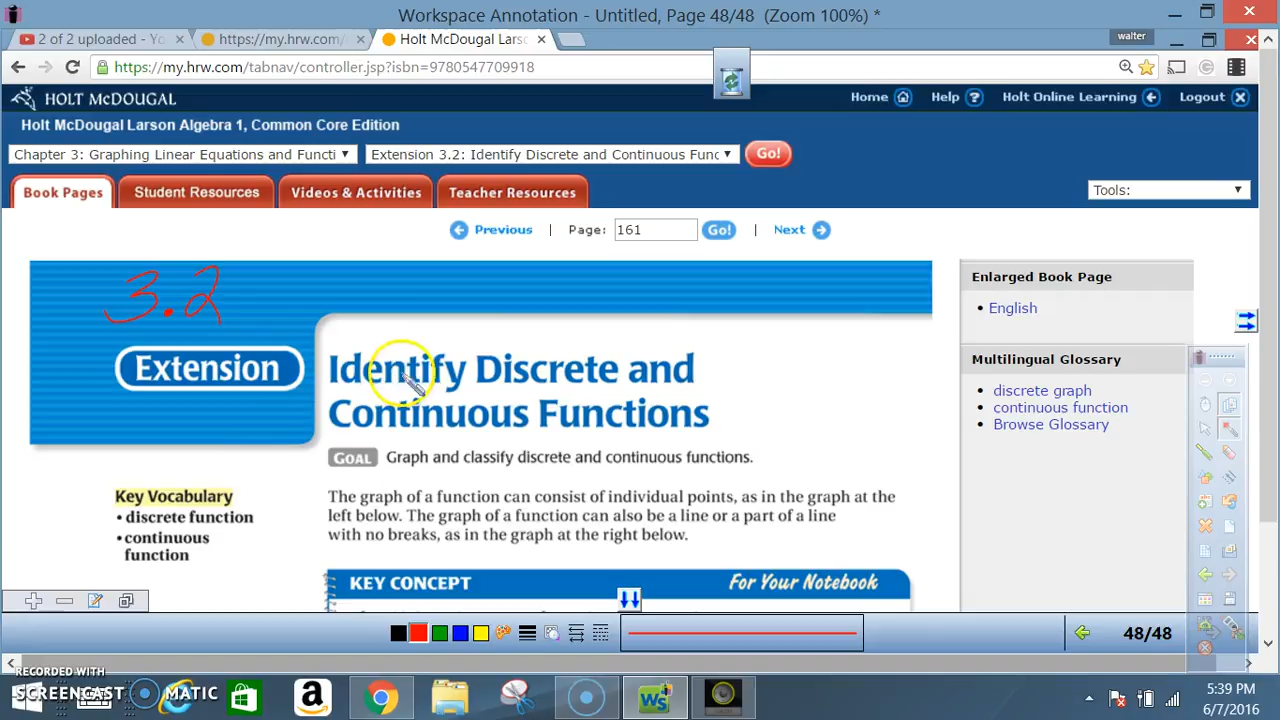 Workspace Annotation - Untitled, Page 48/48 (Zoom 100%) *
2 of 2 uploaded - Yo
https://my.hrw.com/
Holt McDougal Lars
walter
https://my.hrw.com/tabnav/controller.jsp?isbn=9780547709918
HOLT McDOUGAL
Home
Help ?
Holt Online Learning
Logout X
Holt McDougal Larson Algebra 1, Common Core Edition
Chapter 3: Graphing Linear Equations and Functi
Extension 3.2: Identify Discrete and Continuous Func
Go!
Book Pages
Student Resources
Videos & Activities
Teacher Resources
Tools:
Previous | Page: 161 Go! | Next
3.2
Extension
Identify Discrete and
Continuous Functions
GOAL Graph and classify discrete and continuous functions.
Key Vocabulary
• discrete function
• continuous
function
The graph of a function can consist of individual points, as in the graph at the
left below. The graph of a function can also be a line or a part of a line
with no breaks, as in the graph at the right below.
KEY CONCEPT
For Your Notebook
Enlarged Book Page
• English
Multilingual Glossary
• discrete graph
• continuous function
• Browse Glossary
48/48
RECORDED WITH
SCREENCAST MATIC
5:39 PM
6/7/2016